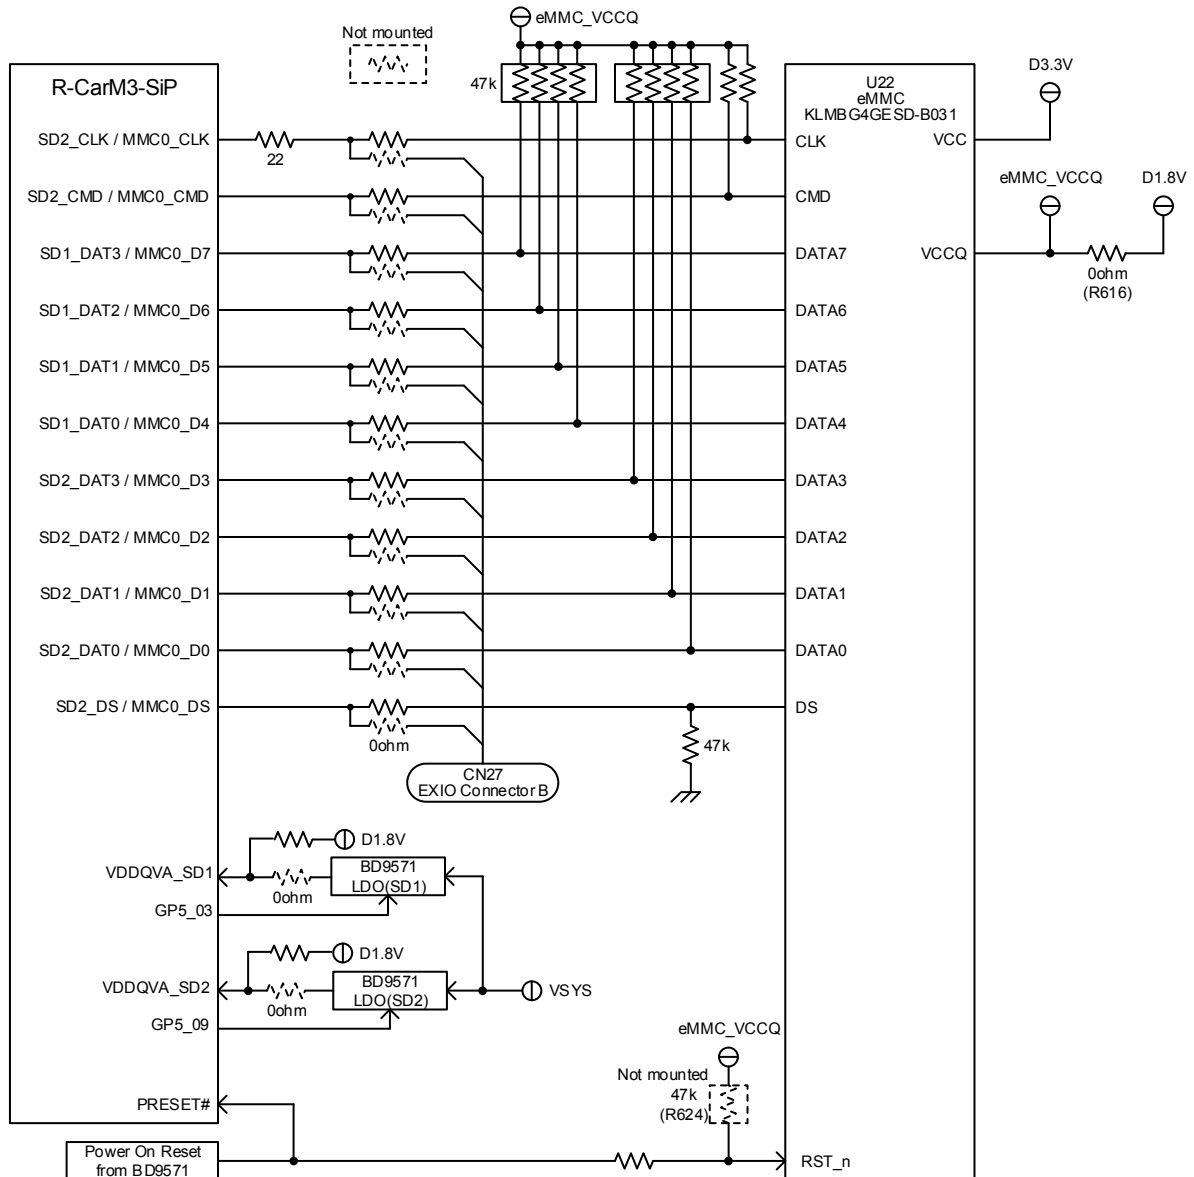 eMMC_VCCQ
Not mounted
R-CarM3-SiP
47k
U22
eMMC
KLMBG4GESD-B031
D3.3V
SD2_CLK / MMC0_CLK
22
CLK
VCC
eMMC_VCCQ
D1.8V
SD2_CMD / MMC0_CMD
CMD
SD1_DAT3 / MMC0_D7
DATA7
VCCQ
0ohm
(R616)
SD1_DAT2 / MMC0_D6
DATA6
SD1_DAT1 / MMC0_D5
DATA5
SD1_DAT0 / MMC0_D4
DATA4
SD2_DAT3 / MMC0_D3
DATA3
SD2_DAT2 / MMC0_D2
DATA2
SD2_DAT1 / MMC0_D1
DATA1
SD2_DAT0 / MMC0_D0
DATA0
SD2_DS / MMC0_DS
DS
0ohm
47k
CN27
EXIO Connector B
D1.8V
VDDQVA_SD1
0ohm
BD9571
LDO(SD1)
GP5_03
D1.8V
VDDQVA_SD2
0ohm
BD9571
LDO(SD2)
VSYS
GP5_09
eMMC_VCCQ
Not mounted
47k
(R624)
PRESET#
Power On Reset
from BD9571
RST_n